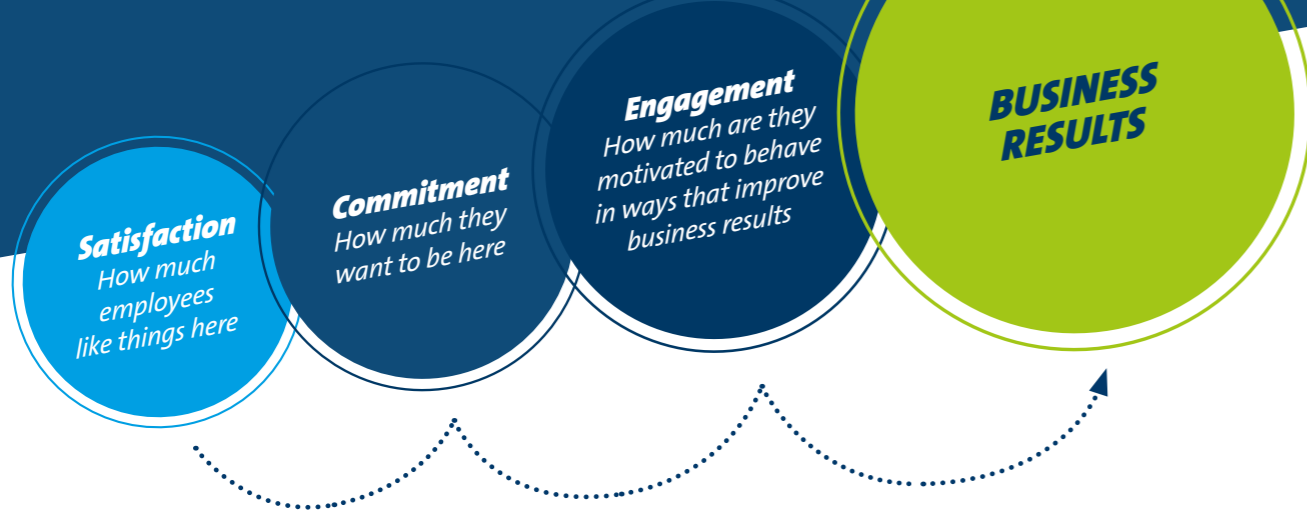 Satisfaction
How much
employees
like things here
Commitment
How much they
want to be here
Engagement
How much are they
motivated to behave
in ways that improve
business results
BUSINESS
RESULTS